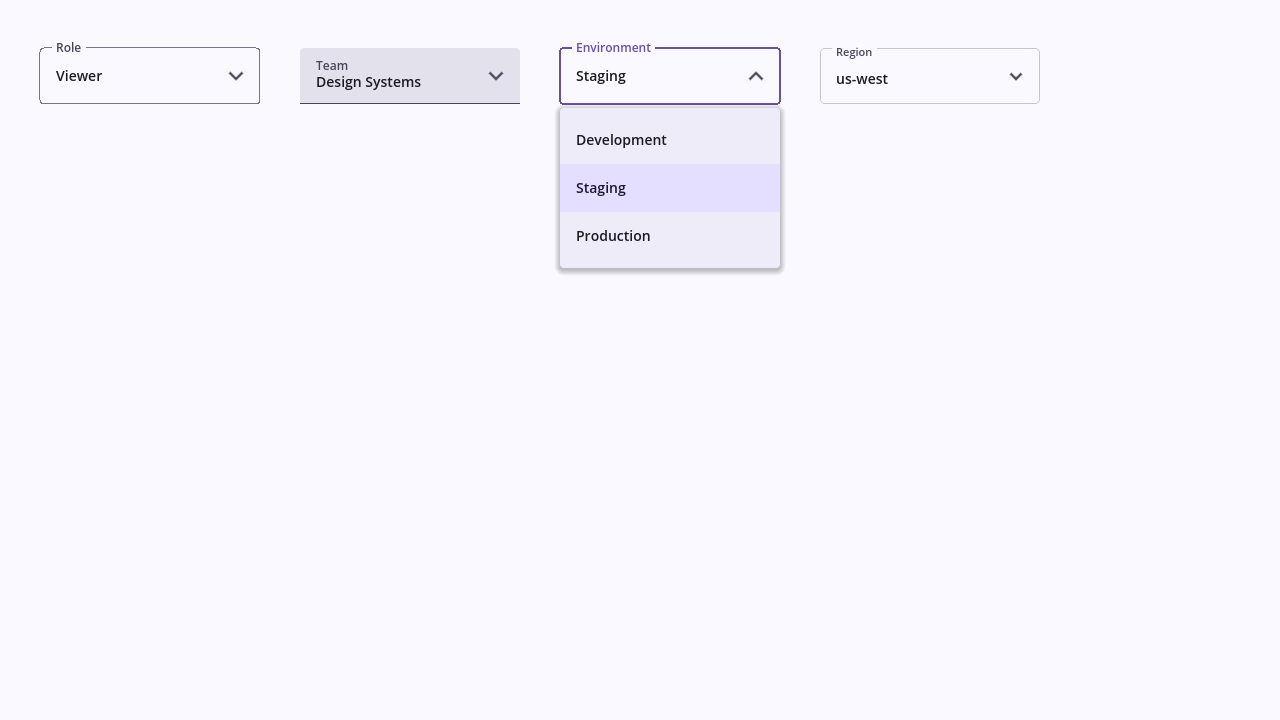 Role
Viewer
Team
Design Systems
Environment
Staging
Region
us-west
Development
Staging
Production